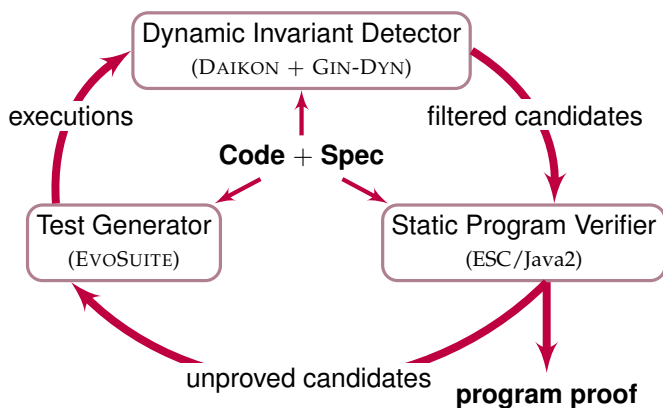 Dynamic Invariant Detector
(DAIKON + GIN-DYN)
executions
filtered candidates
Code + Spec
Test Generator
(EVOSUITE)
Static Program Verifier
(ESC/Java2)
unproved candidates
program proof